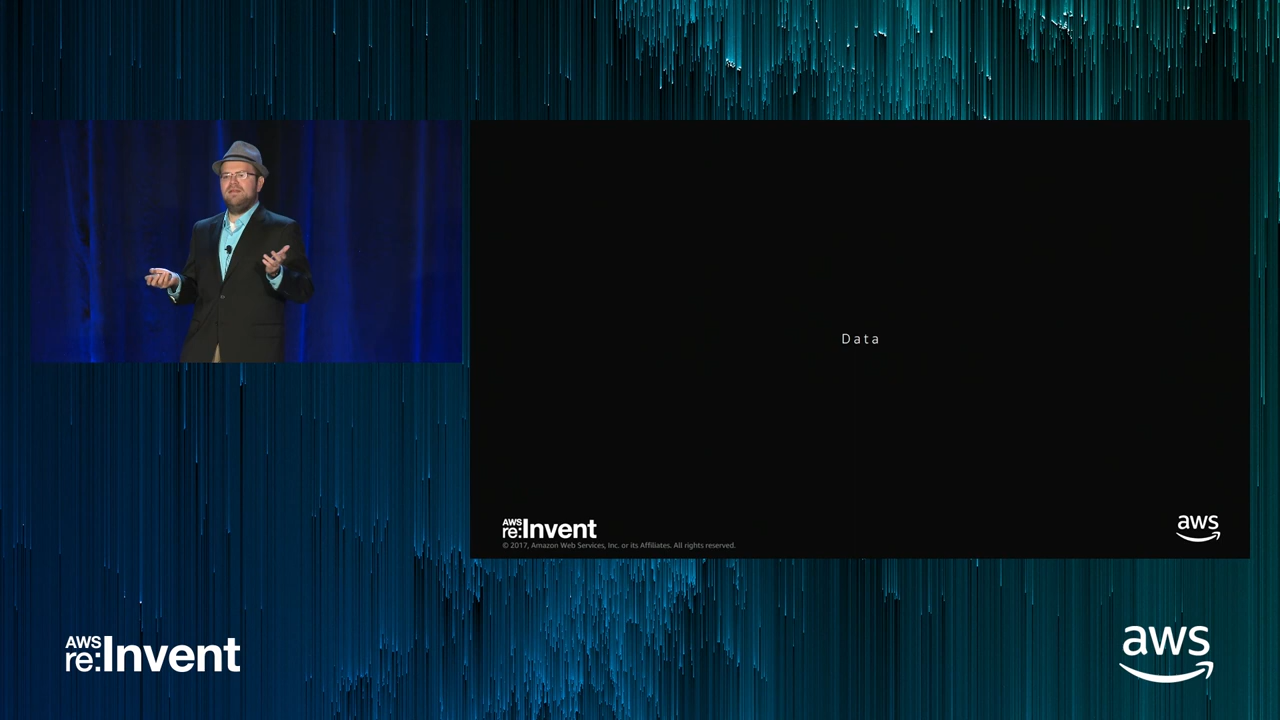 Data
AWS
re:Invent
© 2017, Amazon Web Services, Inc. or its Affiliates. All rights reserved.
aws
AWS
re:Invent
aws